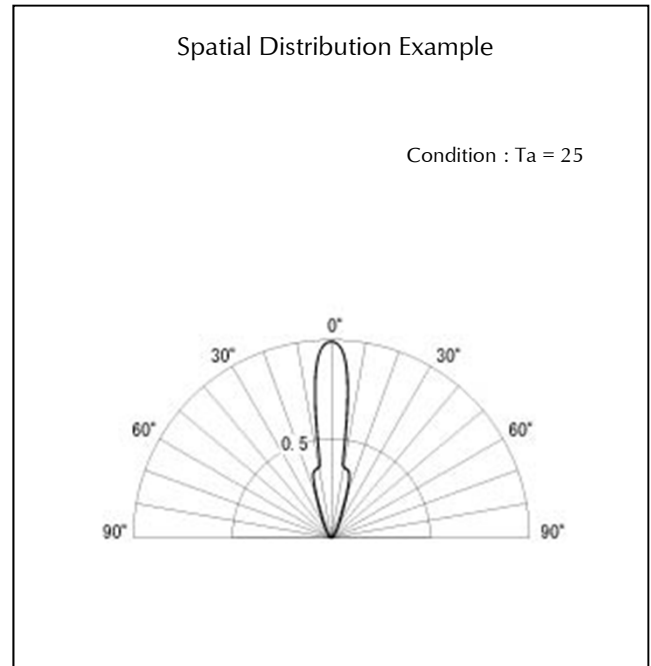 Spatial Distribution Example
Condition : Ta = 25
0°
30° 30°
60° 60°
0.5
90° 90°